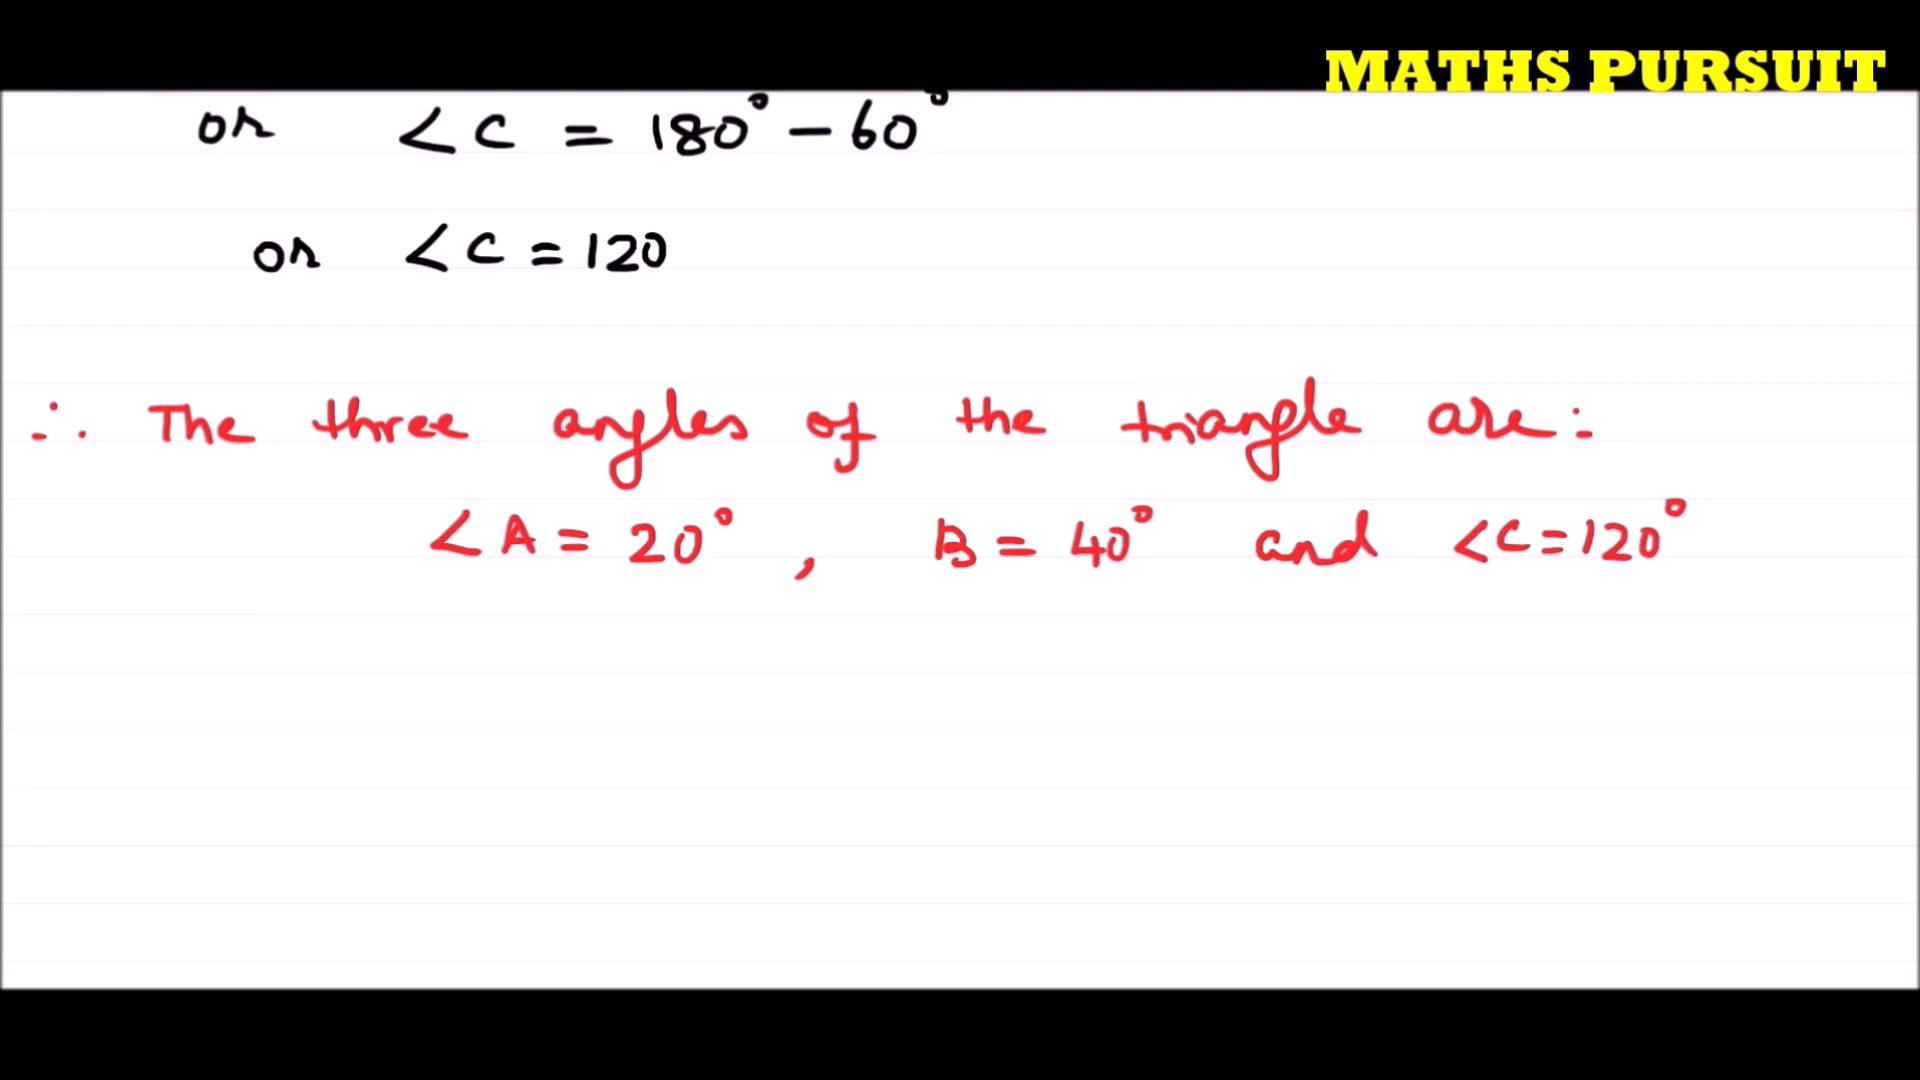 MATHS PURSUIT
or ∠C = 180° - 60°
or ∠C = 120
∴ The three angles of the triangle are:
∠A = 20° , B = 40° and ∠C = 120°